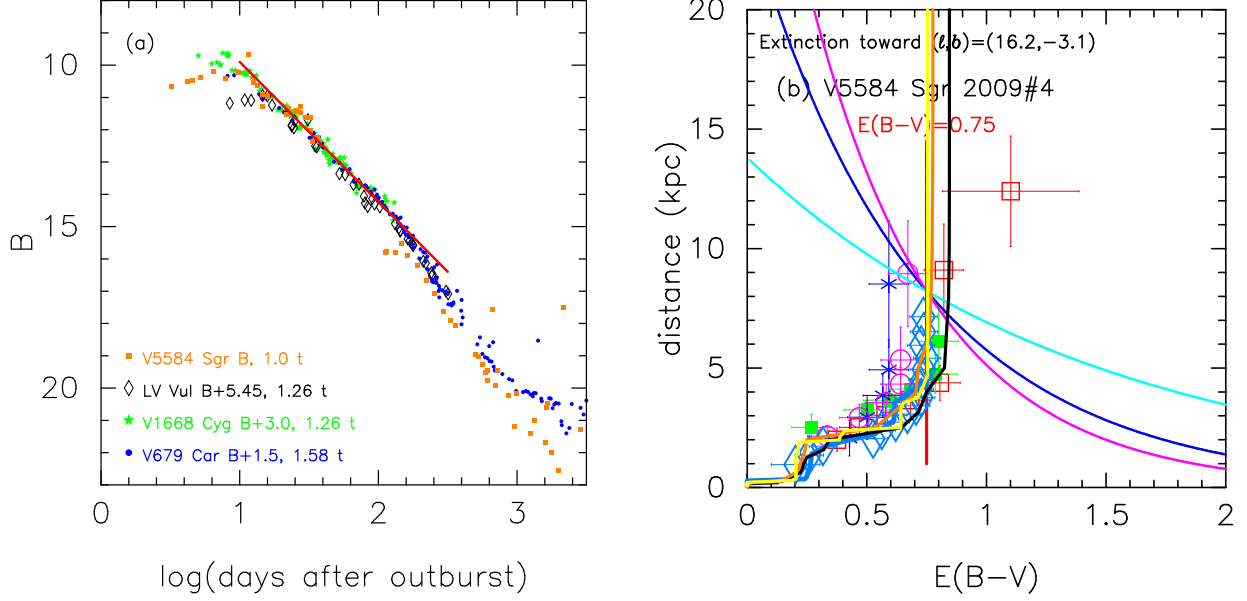 (a)
10
15
20
B
V5584 Sgr B, 1.0 t
LV Vul B+5.45, 1.26 t
V1668 Cyg B+3.0, 1.26 t
V679 Car B+1.5, 1.58 t
0
1
2
3
log(days after outburst)
20
15
10
5
0
distance (kpc)
Extinction toward (l,b)=(16.2,−3.1)
(b) V5584 Sgr 2009#4
E(B−V)=0.75
0
0.5
1
1.5
2
E(B−V)